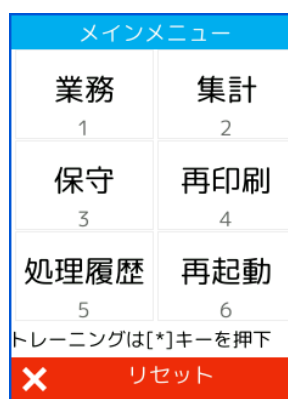 メインメニュー
業務 集計
1 2
保守 再印刷
3 4
処理履歴 再起動
5 6
トレーニングは[*]キーを押下
× リセット